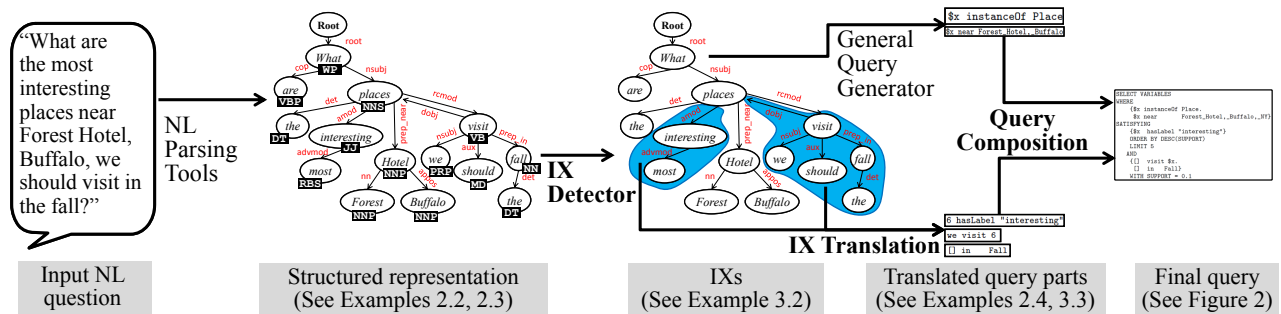 “What are
the most
interesting
places near
Forest Hotel,
Buffalo, we
should visit in
the fall?”
Input NL
question
NL
Parsing
Tools
Root
root
What
WP
cop
nsubj
are
VBP
places
NNS
det
amod
prep_near
dobj
rcmod
the
DT
interesting
JJ
visit
VB
advmod
nsubj
aux
prep_in
most
RBS
Hotel
NNP
we
PRP
should
MD
fall
NN
nn
appos
det
Forest
NNP
Buffalo
NNP
the
DT
Structured representation
(See Examples 2.2, 2.3)
IX
Detector
Root
root
What
cop
nsubj
are
places
det
amod
prep_near
dobj
rcmod
the
interesting
visit
advmod
nsubj
aux
prep_in
most
Hotel
we
should
fall
nn
appos
det
Forest
Buffalo
the
IXs
(See Example 3.2)
General
Query
Generator
IX Translation
$x instanceOf Place
$x near Forest_Hotel,_Buffalo
6 hasLabel "interesting"
we visit 6
[] in Fall
Translated query parts
(See Examples 2.4, 3.3)
Query
Composition
SELECT VARIABLES
WHERE
{$x instanceOf Place.
$x near Forest_Hotel,_Buffalo,_NY}
SATISFYING
{$x hasLabel "interesting"}
ORDER BY DESC(SUPPORT)
LIMIT 5
AND
{[] visit $x.
[] in Fall}
WITH SUPPORT = 0.1
Final query
(See Figure 2)